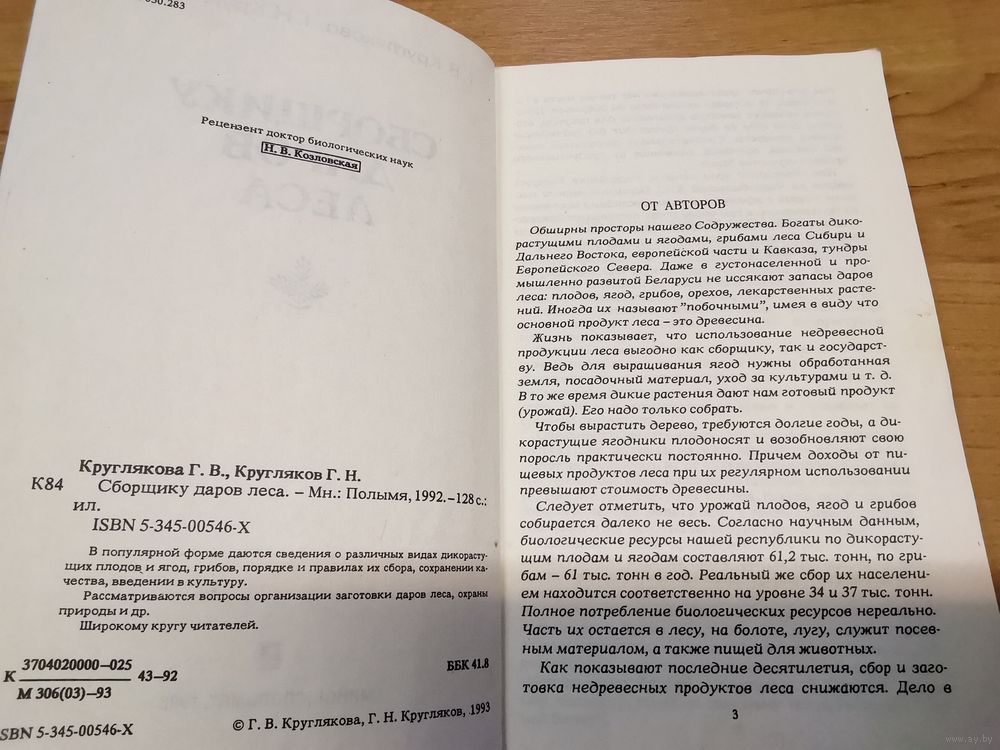 030.283
Рецензент доктор биологических наук
Н. В. Козловская
Круглякова Г. В., Кругляков Г. Н.
К84 Сборщику даров леса. – Мн.: Полымя, 1992.–128 с.:
ил.
ISBN 5-345-00546-X
В популярной форме даются сведения о различных видах дикорасту-
щих плодов и ягод, грибов, порядке и правилах их сбора, сохранении ка-
чества, введении в культуру.
Рассматриваются вопросы организации заготовки даров леса, охраны
природы и др.
Широкому кругу читателей.
К 3704020000–025 43–92
М 306(03)–93
ББК 41.8
ISBN 5-345-00546-X
© Г. В. Круглякова, Г. Н. Кругляков, 1993
ОТ АВТОРОВ
Обширны просторы нашего Содружества. Богаты дико-
растущими плодами и ягодами, грибами леса Сибири и
Дальнего Востока, европейской части и Кавказа, тундры
Европейского Севера. Даже в густонаселенной и про-
мышленно развитой Беларуси не иссякают запасы даров
леса: плодов, ягод, грибов, орехов, лекарственных расте-
ний. Иногда их называют "побочными", имея в виду что
основной продукт леса – это древесина.
Жизнь показывает, что использование недревесной
продукции леса выгодно как сборщику, так и государст-
ву. Ведь для выращивания ягод нужны обработанная
земля, посадочный материал, уход за культурами и т. д.
В то же время дикие растения дают нам готовый продукт
(урожай). Его надо только собрать.
Чтобы вырастить дерево, требуются долгие годы, а ди-
корастущие ягодники плодоносят и возобновляют свою
поросль практически постоянно. Причем доходы от пи-
щевых продуктов леса при их регулярном использовании
превышают стоимость древесины.
Следует отметить, что урожай плодов, ягод и грибов
собирается далеко не весь. Согласно научным данным,
биологические ресурсы нашей республики по дикорасту-
щим плодам и ягодам составляют 61,2 тыс. тонн, по гри-
бам – 61 тыс. тонн в год. Реальный же сбор их населени-
ем находится соответственно на уровне 34 и 37 тыс. тонн.
Полное потребление биологических ресурсов нереально.
Часть их остается в лесу, на болоте, лугу, служит посев-
ным материалом, а также пищей для животных.
Как показывают последние десятилетия, сбор и заго-
товка недревесных продуктов леса снижаются. Дело в
3
www.ay.by